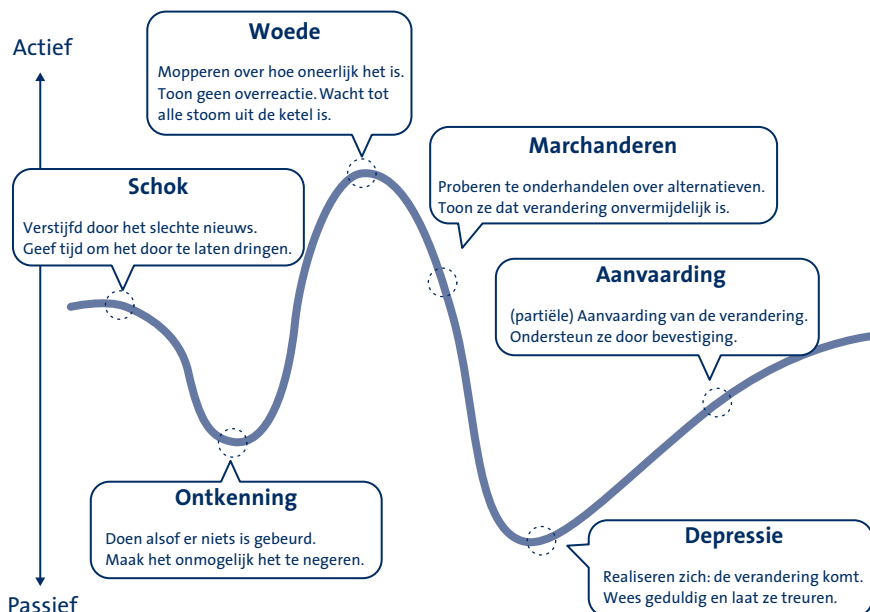 Actief
Woede
Mopperen over hoe oneerlijk het is.
Toon geen overreactie. Wacht tot
alle stoom uit de ketel is.
Schok
Verstijfd door het slechte nieuws.
Geef tijd om het door te laten dringen.
Marchanderen
Proberen te onderhandelen over alternatieven.
Toon ze dat verandering onvermijdelijk is.
Aanvaarding
(partiële) Aanvaarding van de verandering.
Ondersteun ze door bevestiging.
Ontkenning
Doen alsof er niets is gebeurd.
Maak het onmogelijk het te negeren.
Depressie
Realiseren zich: de verandering komt.
Wees geduldig en laat ze treuren.
Passief